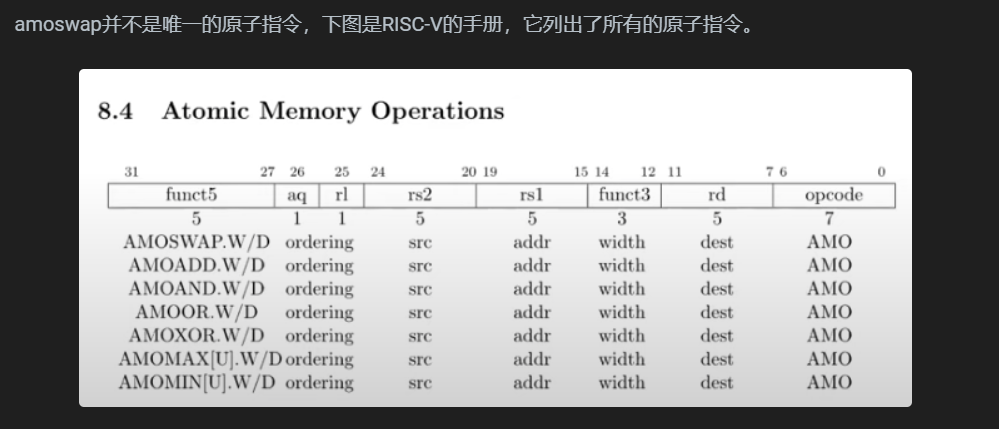 amoswap并不是唯一的原子指令，下图是RISC-V的手册，它列出了所有的原子指令。
8.4 Atomic Memory Operations
31 27 26 25 24 20 19 15 14 12 11 7 6 0
funct5 aq rl rs2 rs1 funct3 rd opcode
5 1 1 5 5 3 5 7
AMOSWAP.W/D ordering src addr width dest AMO
AMOADD.W/D ordering src addr width dest AMO
AMOAND.W/D ordering src addr width dest AMO
AMOOR.W/D ordering src addr width dest AMO
AMOXOR.W/D ordering src addr width dest AMO
AMOMAX[U].W/D ordering src addr width dest AMO
AMOMIN[U].W/D ordering src addr width dest AMO